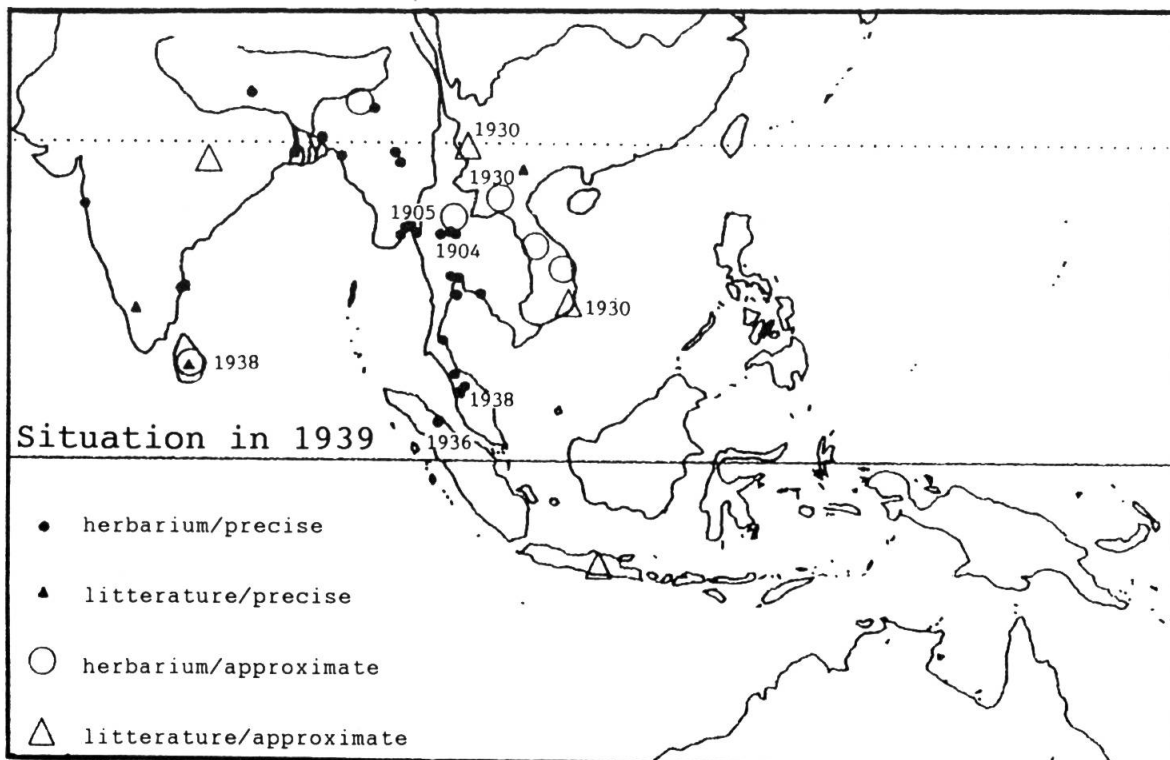 1930
1930
1905
1904
1930
1938
1938
Situation in 1939
1936
herbarium/precise
litterature/precise
herbarium/approximate
litterature/approximate